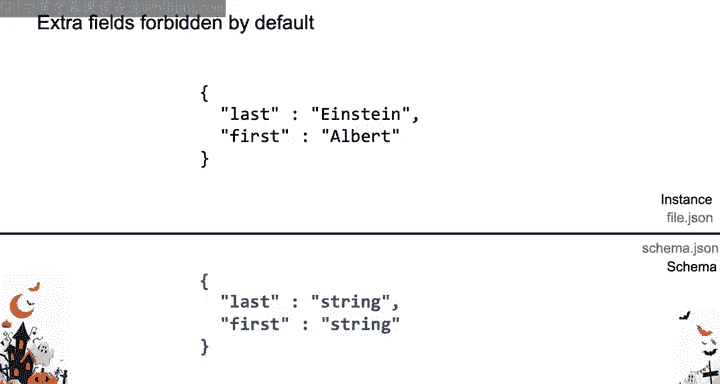 Extra fields forbidden by default
{
"last" : "Einstein",
"first" : "Albert"
}
Instance
file.json
schema.json
Schema
{
"last" : "string",
"first" : "string"
}